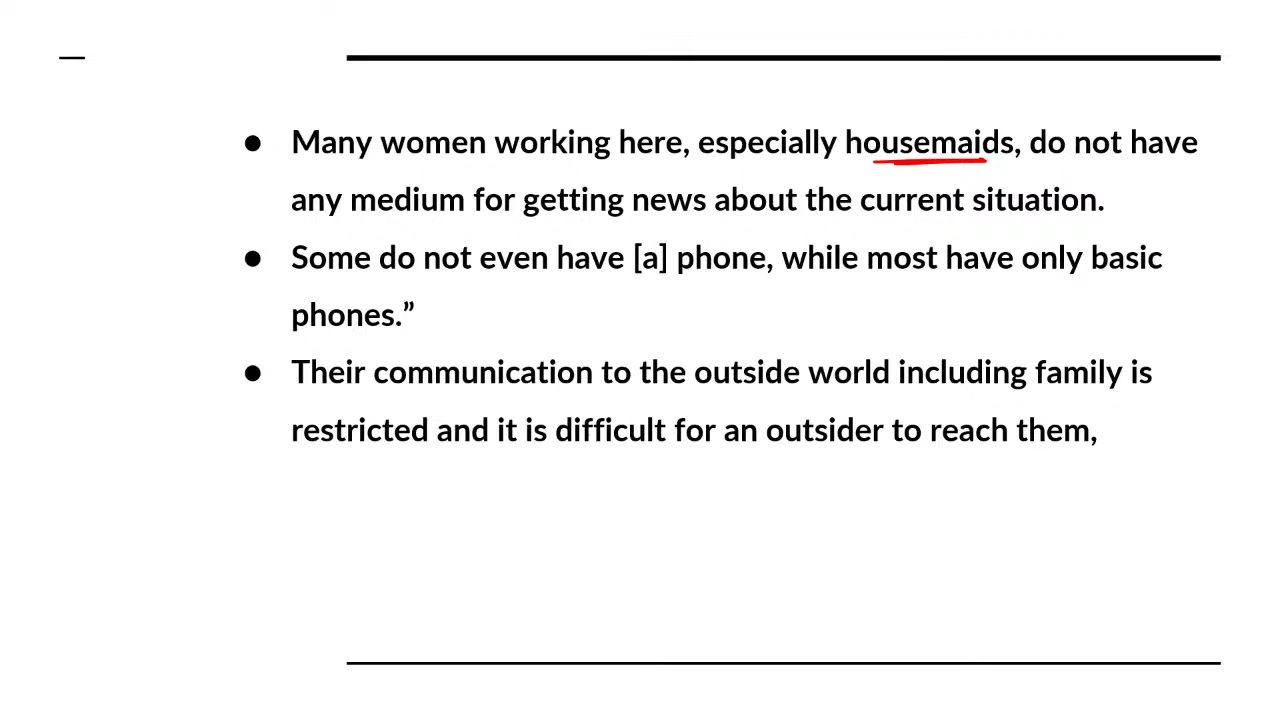 ● Many women working here, especially housemaids, do not have
any medium for getting news about the current situation.
● Some do not even have [a] phone, while most have only basic
phones.”
● Their communication to the outside world including family is
restricted and it is difficult for an outsider to reach them,